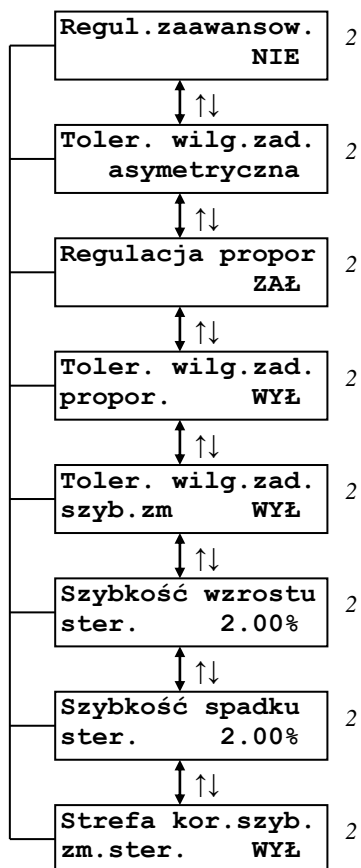 Regul.zaawansow.
NIE
2
↑↓
Toler. wilg.zad.
asymetryczna
2
↑↓
Regulacja propor
ZAŁ
2
↑↓
Toler. wilg.zad.
propor. WYŁ
2
↑↓
Toler. wilg.zad.
szyb.zm WYŁ
2
↑↓
Szybkość wzrostu
ster. 2.00%
2
↑↓
Szybkość spadku
ster. 2.00%
2
↑↓
Strefa kor.szyb.
zm.ster. WYŁ
2